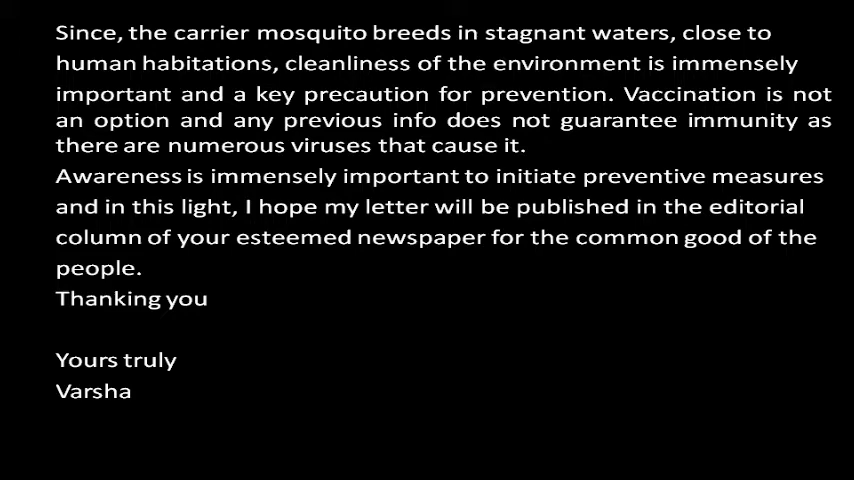 Since, the carrier mosquito breeds in stagnant waters, close to
human habitations, cleanliness of the environment is immensely
important and a key precaution for prevention. Vaccination is not
an option and any previous info does not guarantee immunity as
there are numerous viruses that cause it.
Awareness is immensely important to initiate preventive measures
and in this light, I hope my letter will be published in the editorial
column of your esteemed newspaper for the common good of the
people.
Thanking you
Yours truly
Varsha